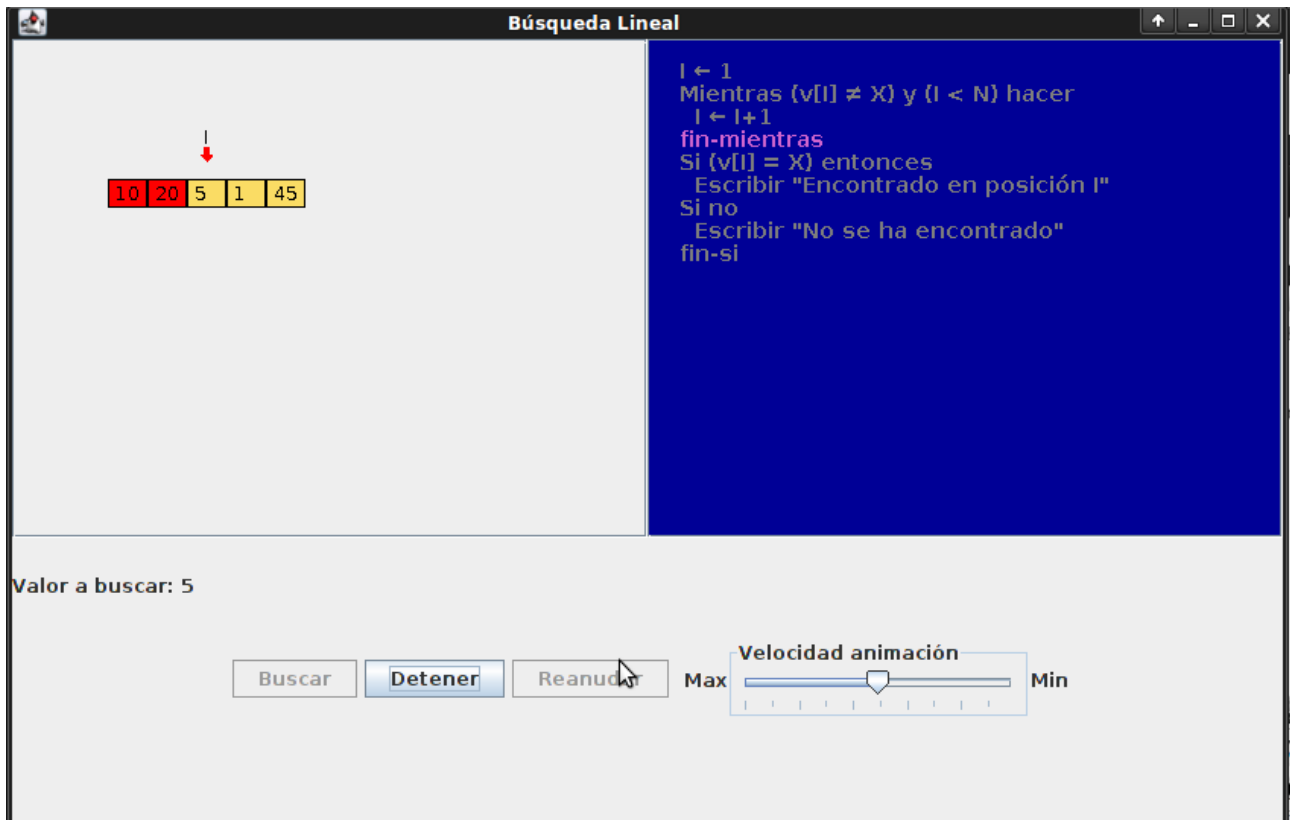 Búsqueda Lineal
I ← 1
Mientras (v[I] ≠ X) y (I < N) hacer
I ← I+1
fin-mientras
Si (v[I] = X) entonces
Escribir "Encontrado en posición I"
Si no
Escribir "No se ha encontrado"
fin-si
I
10 20 5 1 45
Valor a buscar: 5
Velocidad animación
Buscar Detener Reanudar Max Min